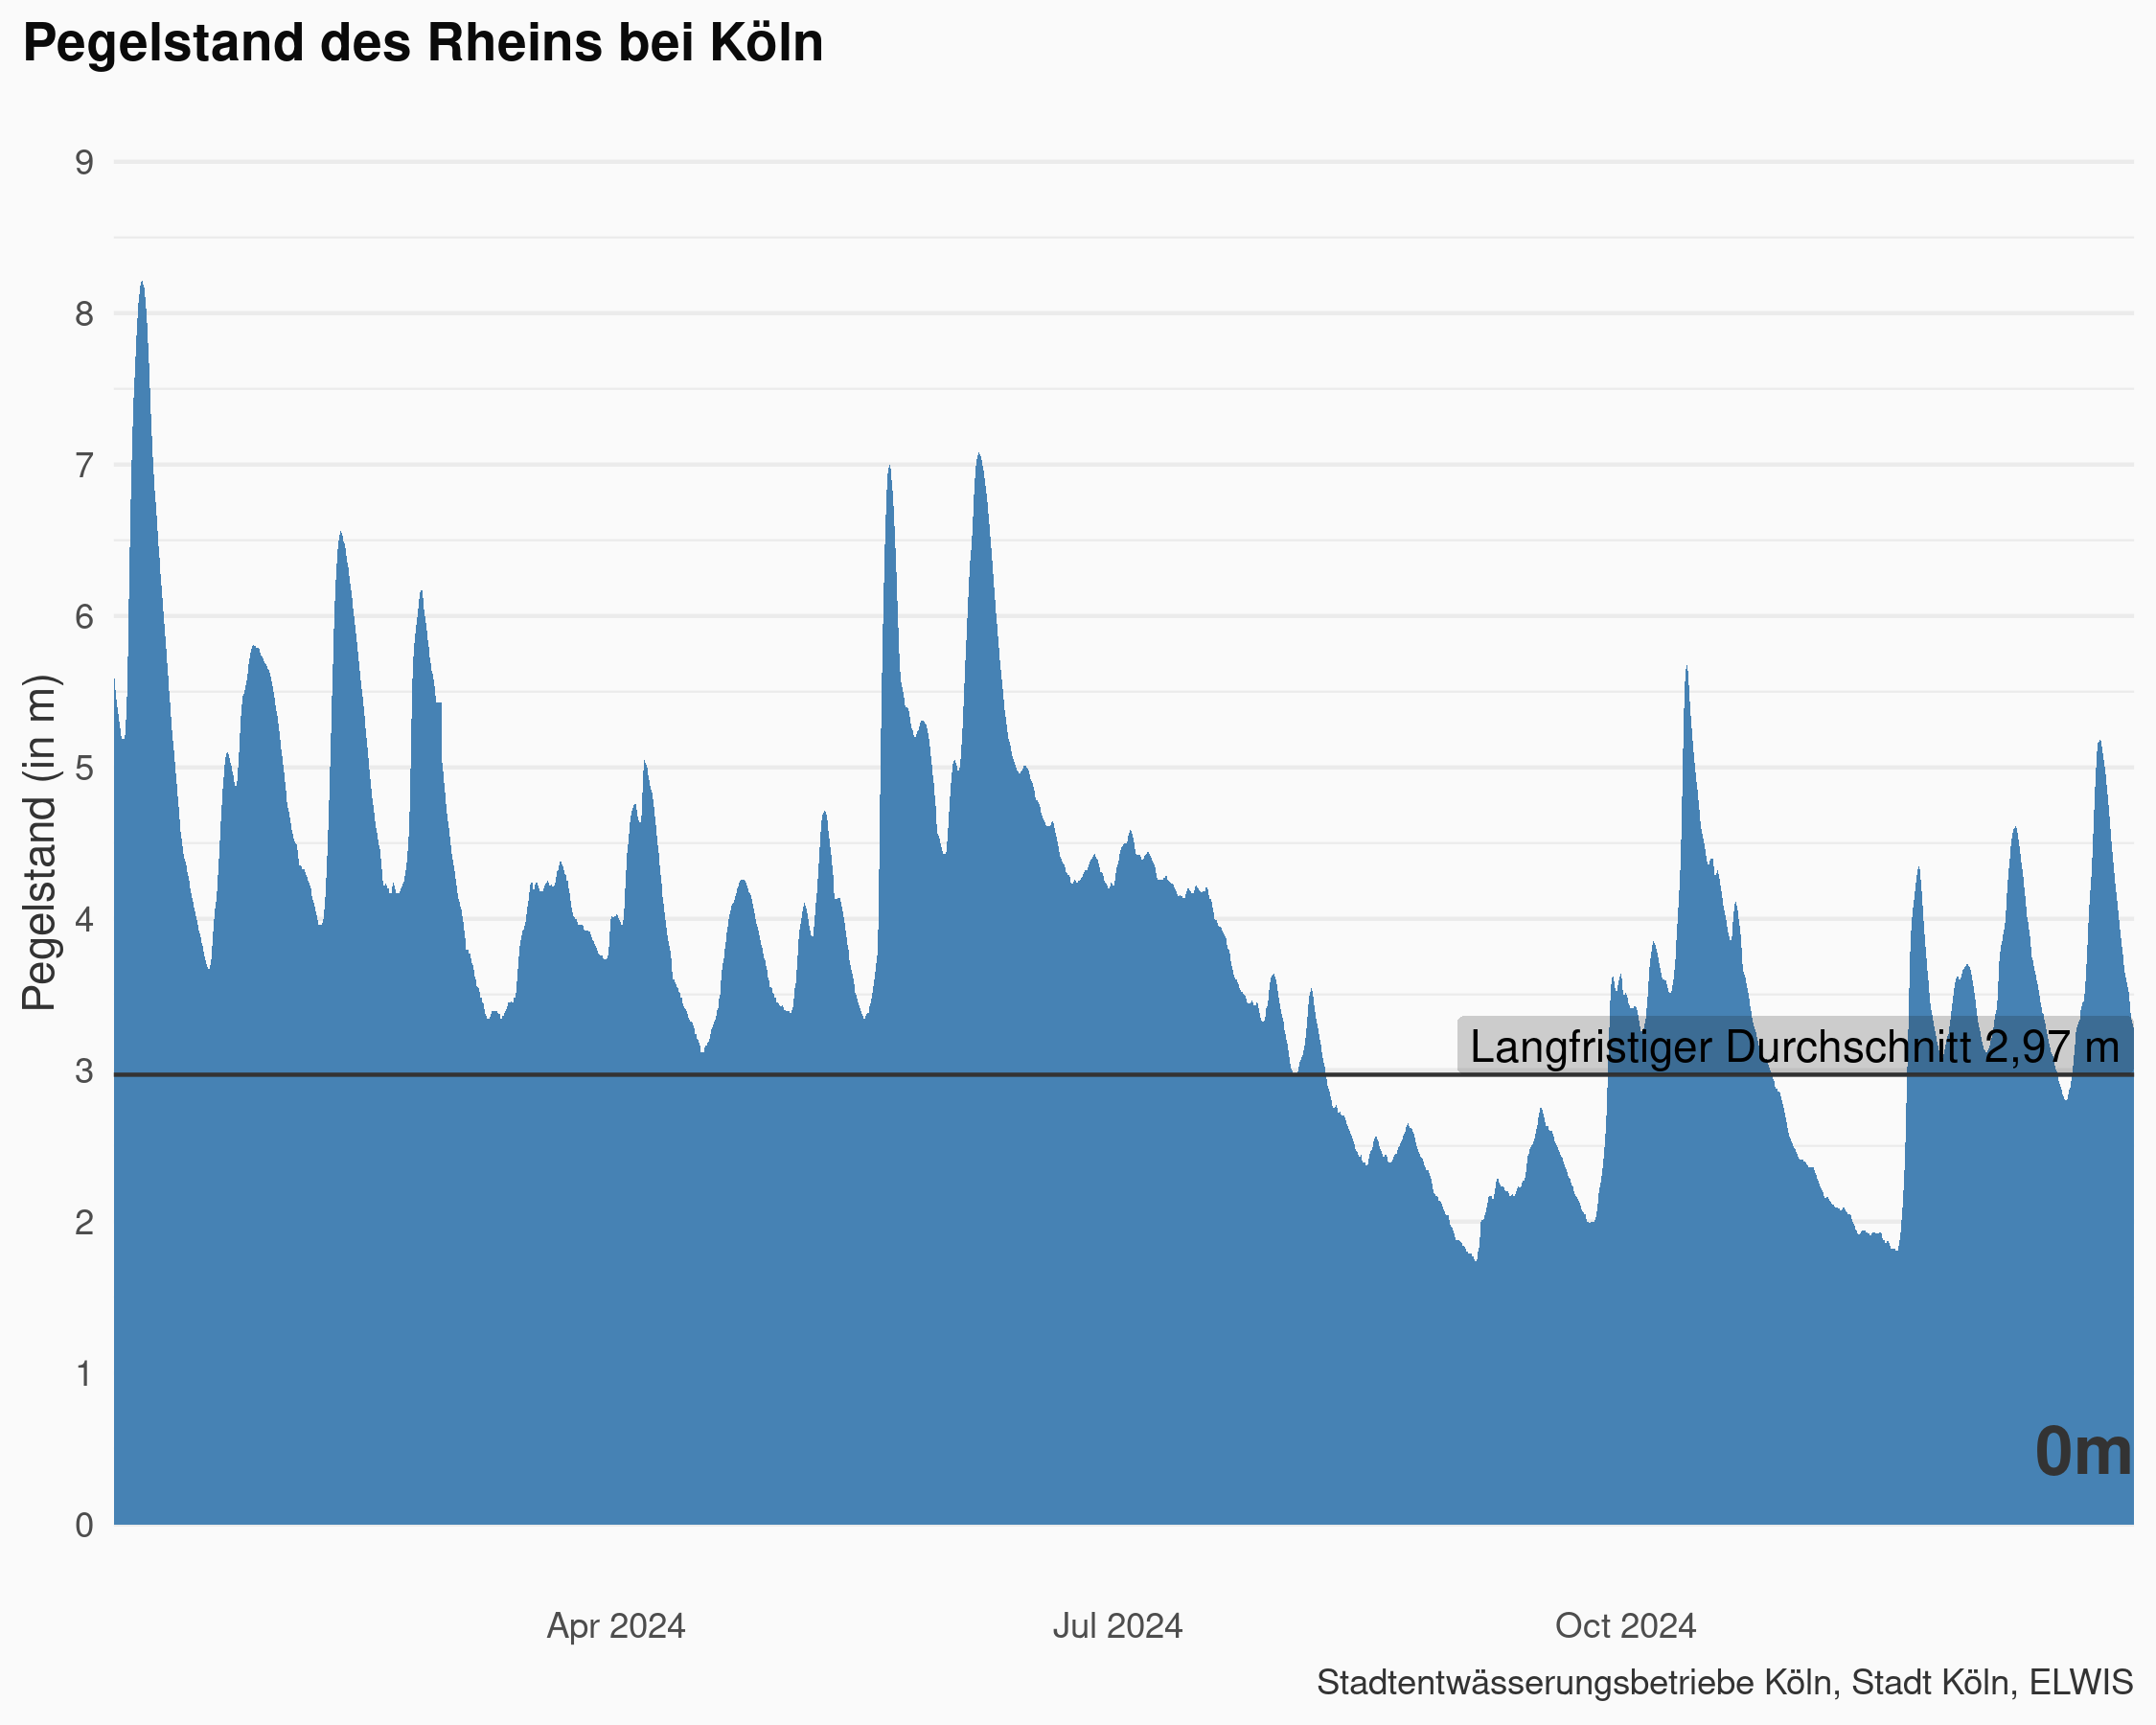 Pegelstand des Rheins bei Köln
Pegelstand (in m)
9
8
7
6
5
4
3
2
1
0
Langfristiger Durchschnitt 2,97 m
0m
Apr 2024
Jul 2024
Oct 2024
Stadtentwässerungsbetriebe Köln, Stadt Köln, ELWIS